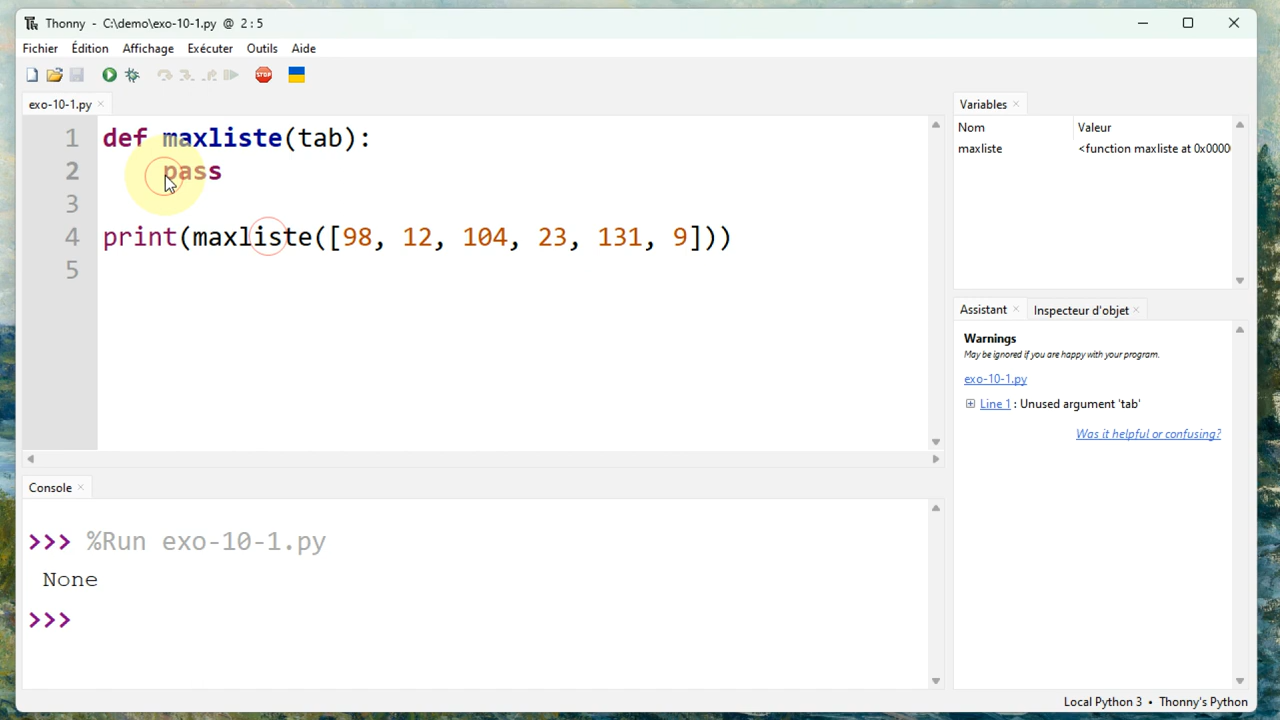 Thonny - C:\demo\exo-10-1.py @ 2:5
Fichier Édition Affichage Exécuter Outils Aide
STOP
exo-10-1.py ×
1 def maxliste(tab):
2 pass
3
4 print(maxliste([98, 12, 104, 23, 131, 9]))
5
Console ×
>>> %Run exo-10-1.py
None
>>>
Variables ×
Nom Valeur
maxliste <function maxliste at 0x0000
Assistant × Inspecteur d'objet ×
Warnings
May be ignored if you are happy with your program.
exo-10-1.py
Line 1 : Unused argument 'tab'
Was it helpful or confusing?
Local Python 3 • Thonny's Python